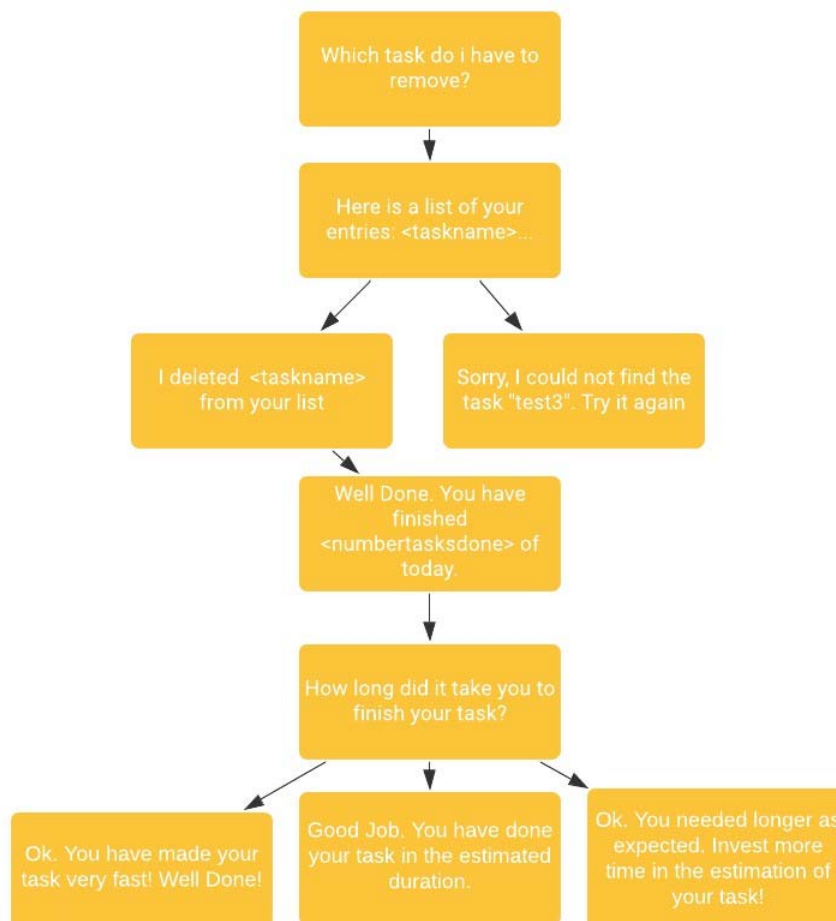 Which task do i have to
remove?
Here is a list of your
entries: <taskname>...
I deleted  <taskname>
from your list
Sorry, I could not find the
task "test3". Try it again
Well Done. You have
finished
<numbertasksdone> of
today.
How long did it take you to
finish your task?
Ok. You have made your
task very fast! Well Done!
Good Job. You have done
your task in the estimated
duration.
Ok. You needed longer as
expected. Invest more
time in the estimation of
your task!